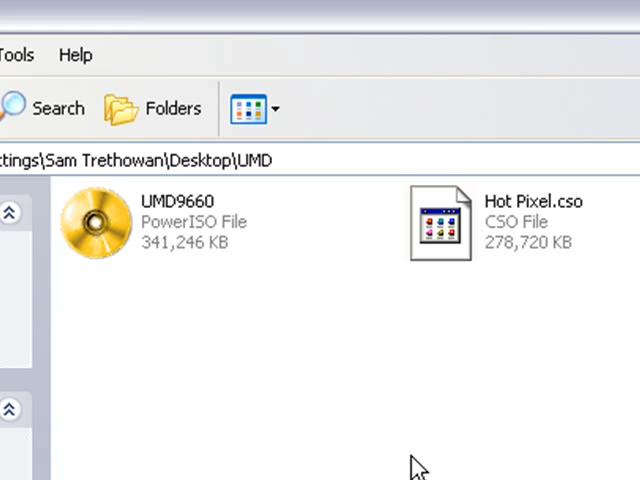 Tools Help
Search Folders
ttings\Sam Trethowan\Desktop\UMD
UMD9660
PowerISO File
341,246 KB
Hot Pixel.cso
CSO File
278,720 KB